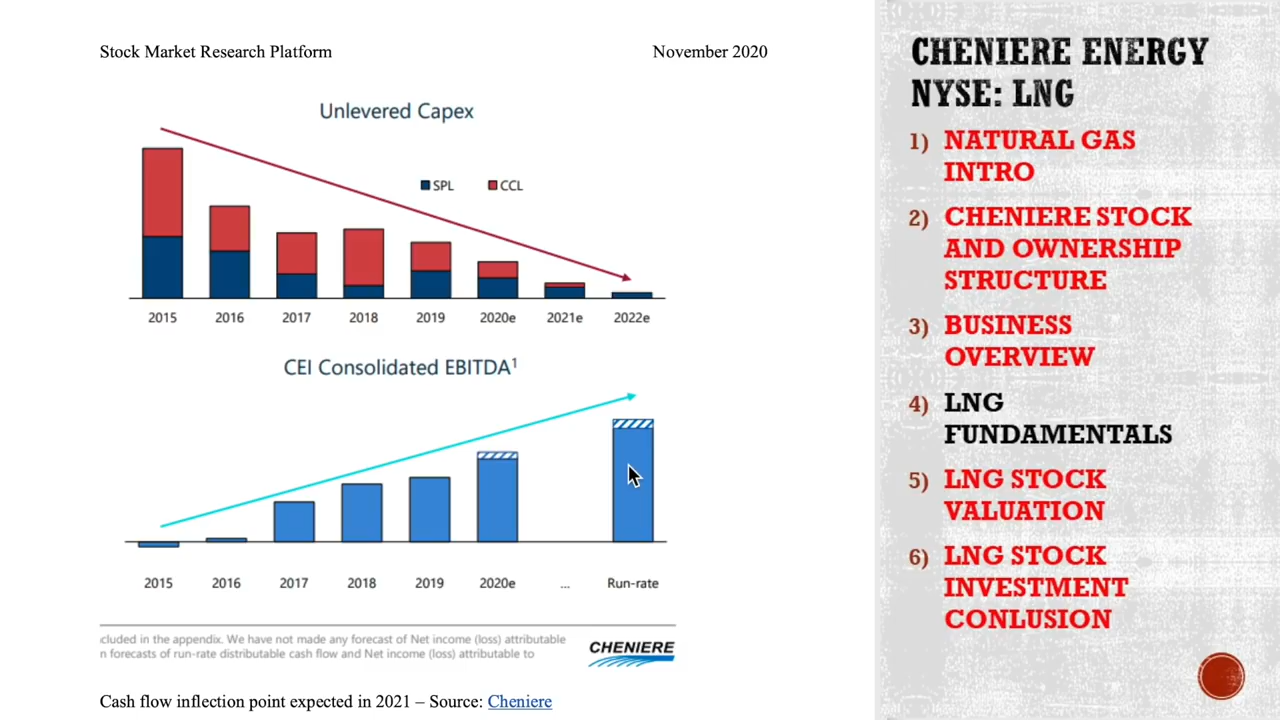 Stock Market Research Platform
November 2020
Unlevered Capex
SPL
CCL
2015 2016 2017 2018 2019 2020e 2021e 2022e
CEI Consolidated EBITDA¹
2015 2016 2017 2018 2019 2020e ... Run-rate
cluded in the appendix. We have not made any forecast of Net income (loss) attributable
n forecasts of run-rate distributable cash flow and Net income (loss) attributable to
CHENIERE
Cash flow inflection point expected in 2021 – Source: Cheniere
CHENIERE ENERGY
NYSE: LNG
1) NATURAL GAS
INTRO
2) CHENIERE STOCK
AND OWNERSHIP
STRUCTURE
3) BUSINESS
OVERVIEW
4) LNG
FUNDAMENTALS
5) LNG STOCK
VALUATION
6) LNG STOCK
INVESTMENT
CONLUSION